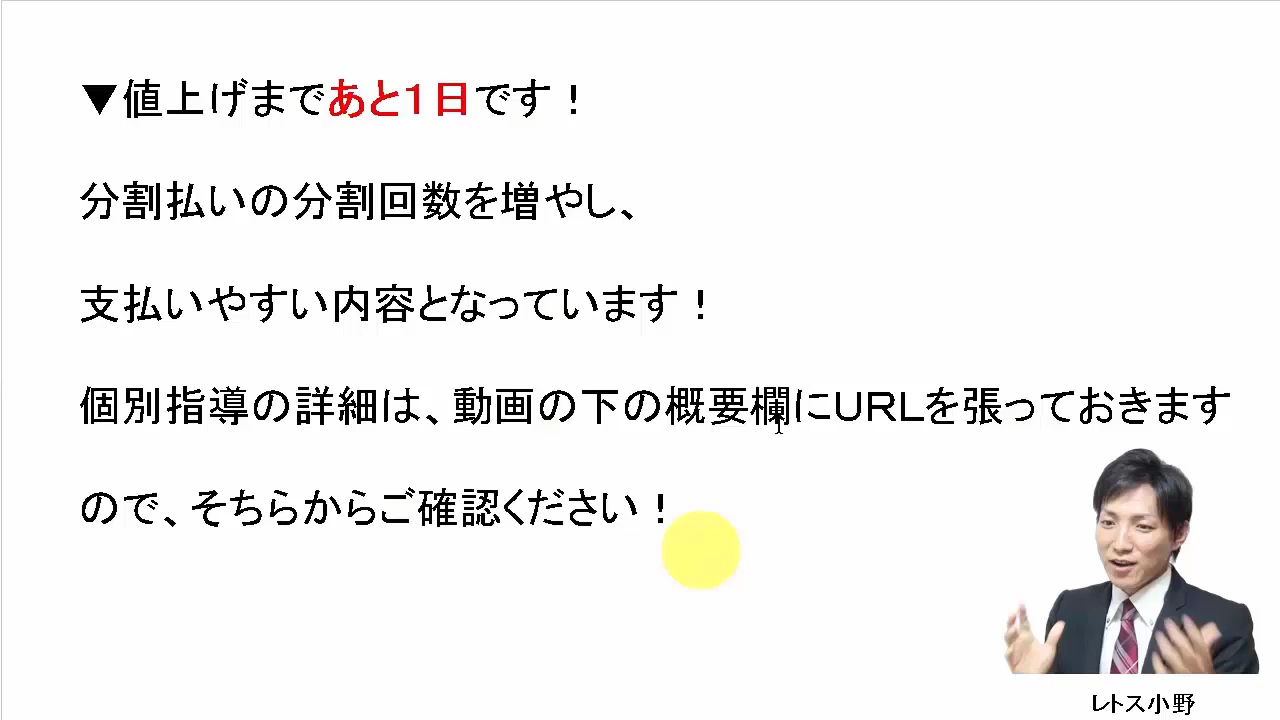 ▼値上げまであと１日です！
分割払いの分割回数を増やし、
支払いやすい内容となっています！
個別指導の詳細は、動画の下の概要欄にＵＲＬを張っておきます
ので、そちらからご確認ください！
レトス小野